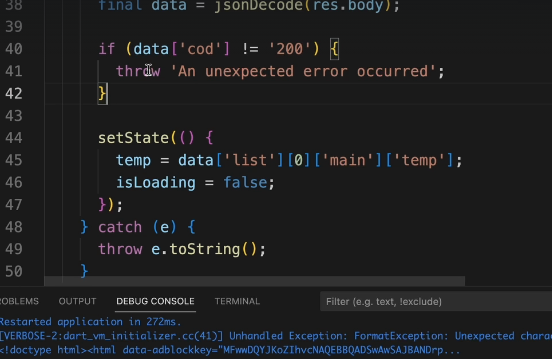 38 final data = jsonDecode(res.body);
39
40 if (data['cod'] != '200') {
41 throw 'An unexpected error occurred';
42 }
43
44 setState(() {
45 temp = data['list'][0]['main']['temp'];
46 isLoading = false;
47 });
48 } catch (e) {
49 throw e.toString();
50 }
ROBLEMS OUTPUT DEBUG CONSOLE TERMINAL Filter (e.g. text, !exclude)
Restarted application in 272ms.
[VERBOSE-2:dart_vm_initializer.cc(41)] Unhandled Exception: FormatException: Unexpected chara
<!doctype html><html data-adblockkey="MFwwDQYJKoZIhvcNAQEBBQADSwAwSAJBANDrp...